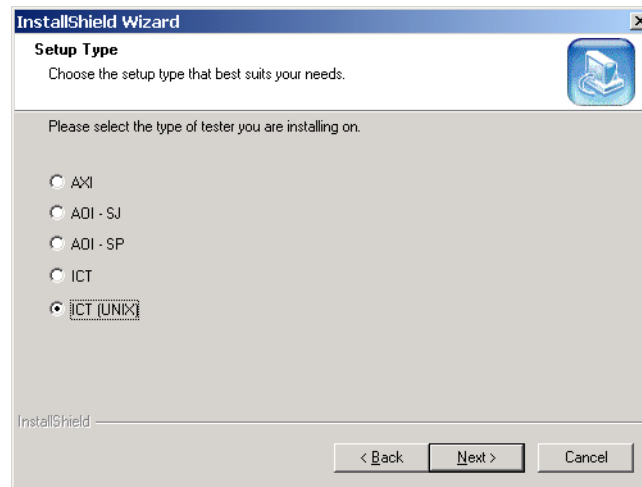 InstallShield Wizard
Setup Type
Choose the setup type that best suits your needs.
Please select the type of tester you are installing on.
AXI
AOI - SJ
AOI - SP
ICT
ICT (UNIX)
InstallShield
< Back Next > Cancel